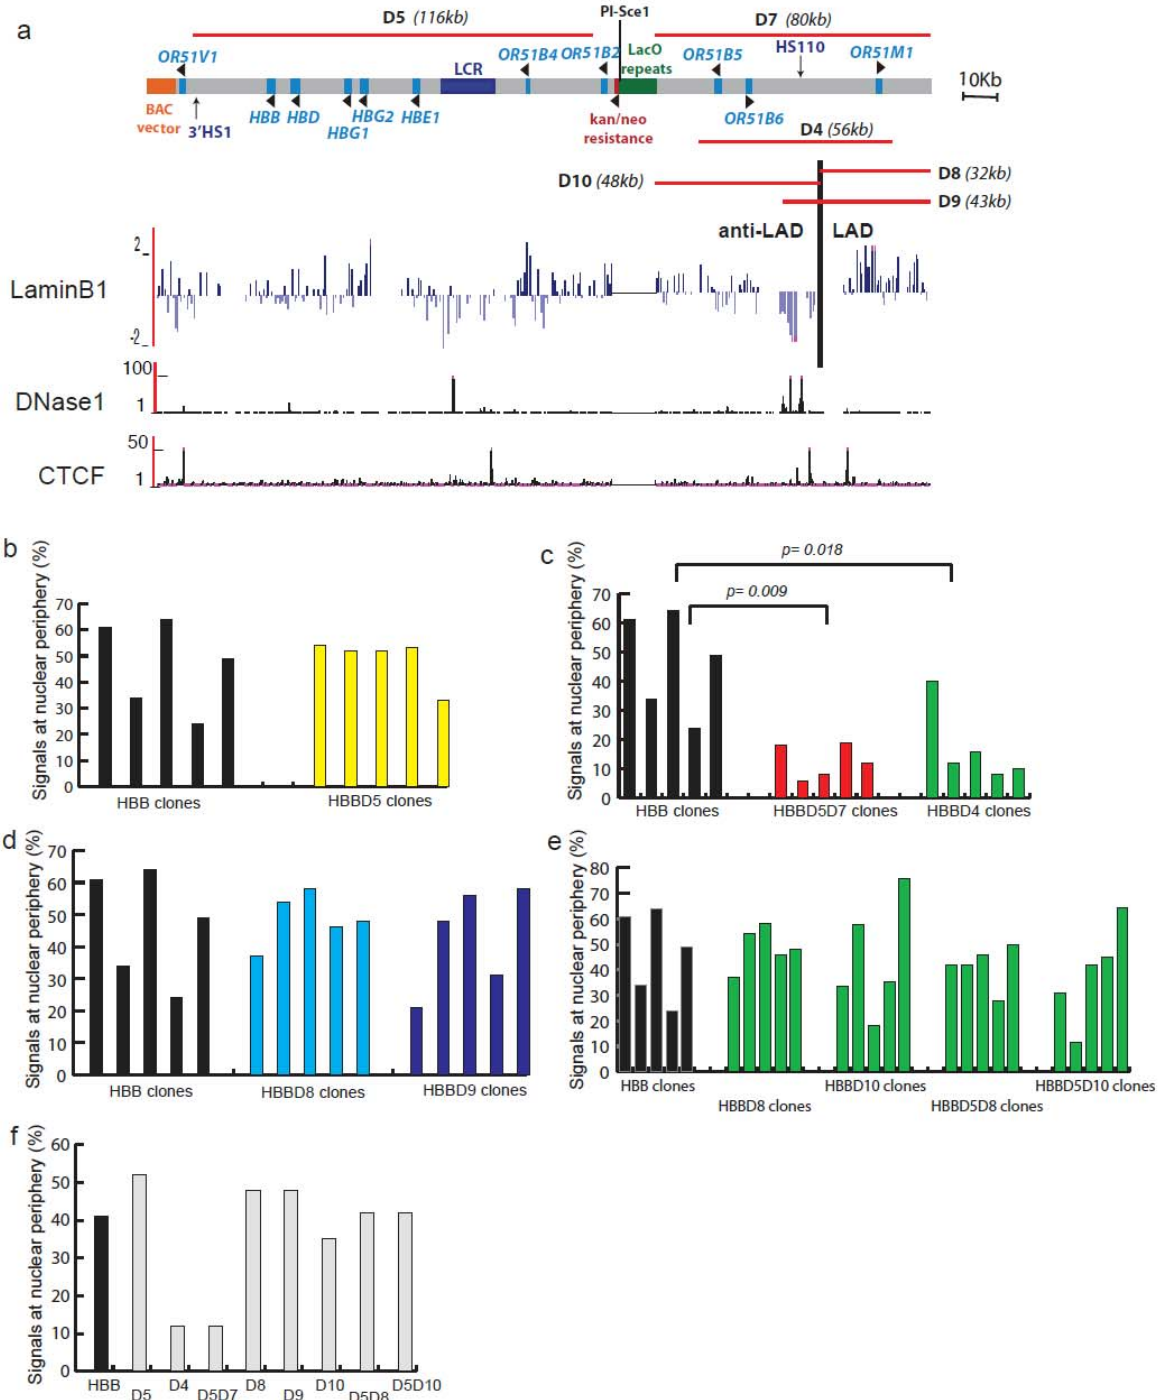 a
D5 (116kb)
PI-Sce1
D7 (80kb)
OR51V1
OR51B4
OR51B2
LacO
repeats
OR51B5
HS110
OR51M1
LCR
10Kb
BAC
vector
3'HS1
HBB
HBD
HBG1
HBG2
HBE1
kan/neo
resistance
OR51B6
D4 (56kb)
D10 (48kb)
D8 (32kb)
D9 (43kb)
anti-LAD
LAD
LaminB1
2
-2
DNase1
100
1
CTCF
50
1
b
Signals at nuclear periphery (%)
70
60
50
40
30
20
10
0
HBB clones
HBBD5 clones
c
Signals at nuclear periphery (%)
p= 0.018
p= 0.009
70
60
50
40
30
20
10
0
HBB clones
HBBD5D7 clones
HBBD4 clones
d
Signals at nuclear periphery (%)
70
60
50
40
30
20
10
0
HBB clones
HBBD8 clones
HBBD9 clones
e
Signals at nuclear periphery (%)
80
70
60
50
40
30
20
10
0
HBB clones
HBBD8 clones
HBBD10 clones
HBBD5D8 clones
HBBD5D10 clones
f
Signals at nuclear periphery (%)
60
50
40
30
20
10
0
HBB
D5
D4
D5D7
D8
D9
D10
D5D8
D5D10